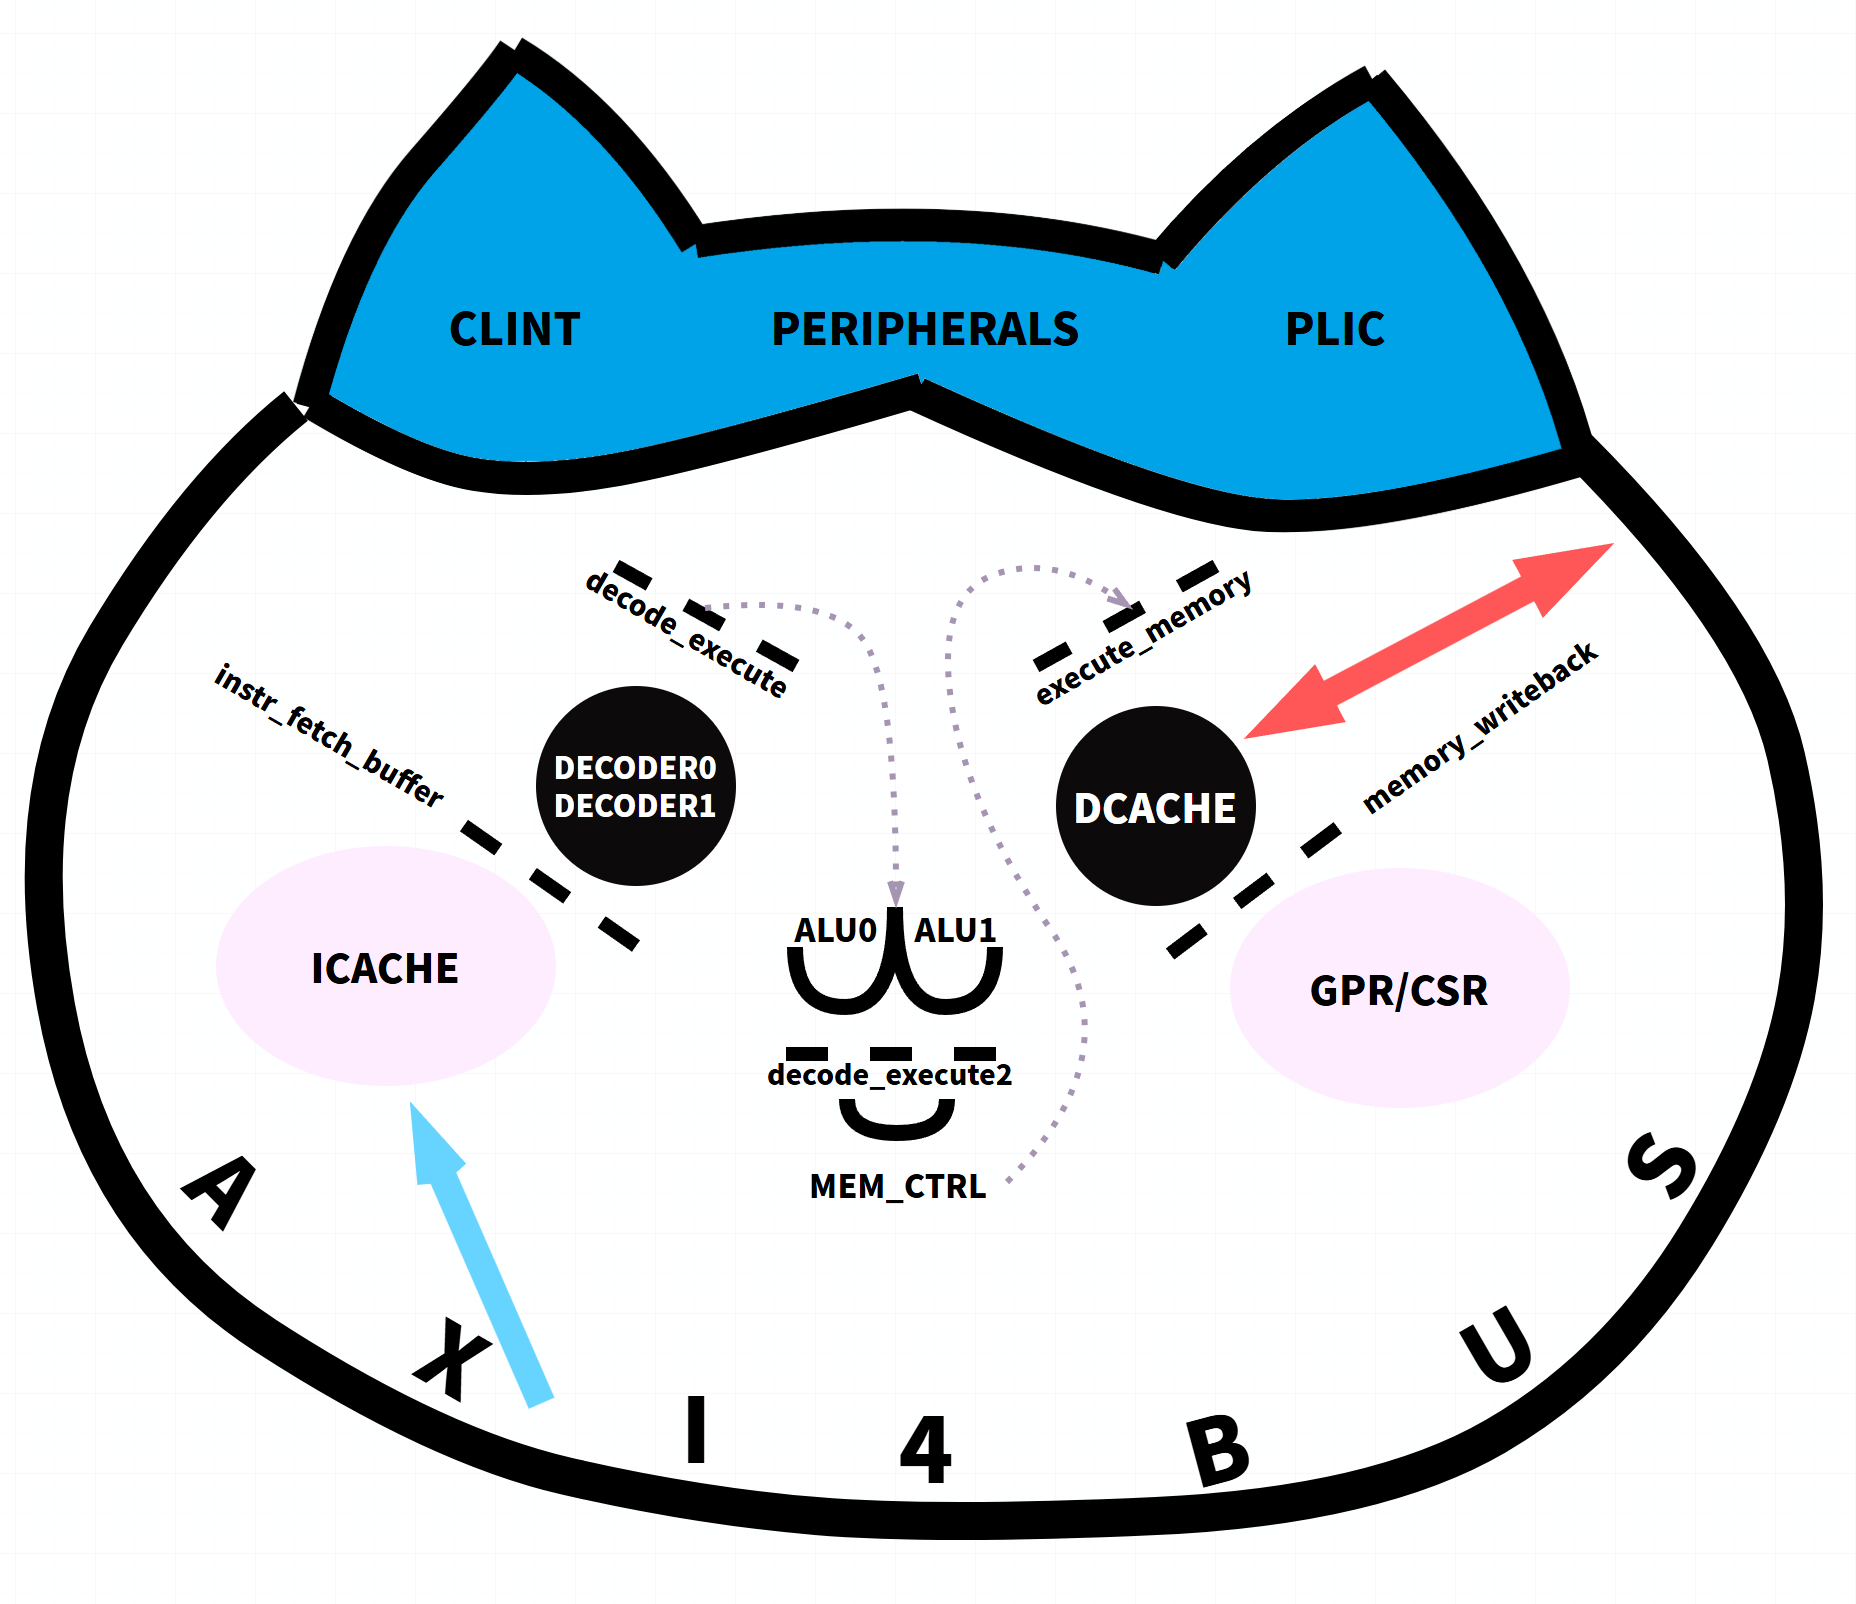 CLINT
PERIPHERALS
PLIC
decode_execute
execute_memory
instr_fetch_buffer
memory_writeback
DECODER0
DECODER1
DCACHE
ALU0
ALU1
ICACHE
GPR/CSR
decode_execute2
MEM_CTRL
A X I 4 B U S